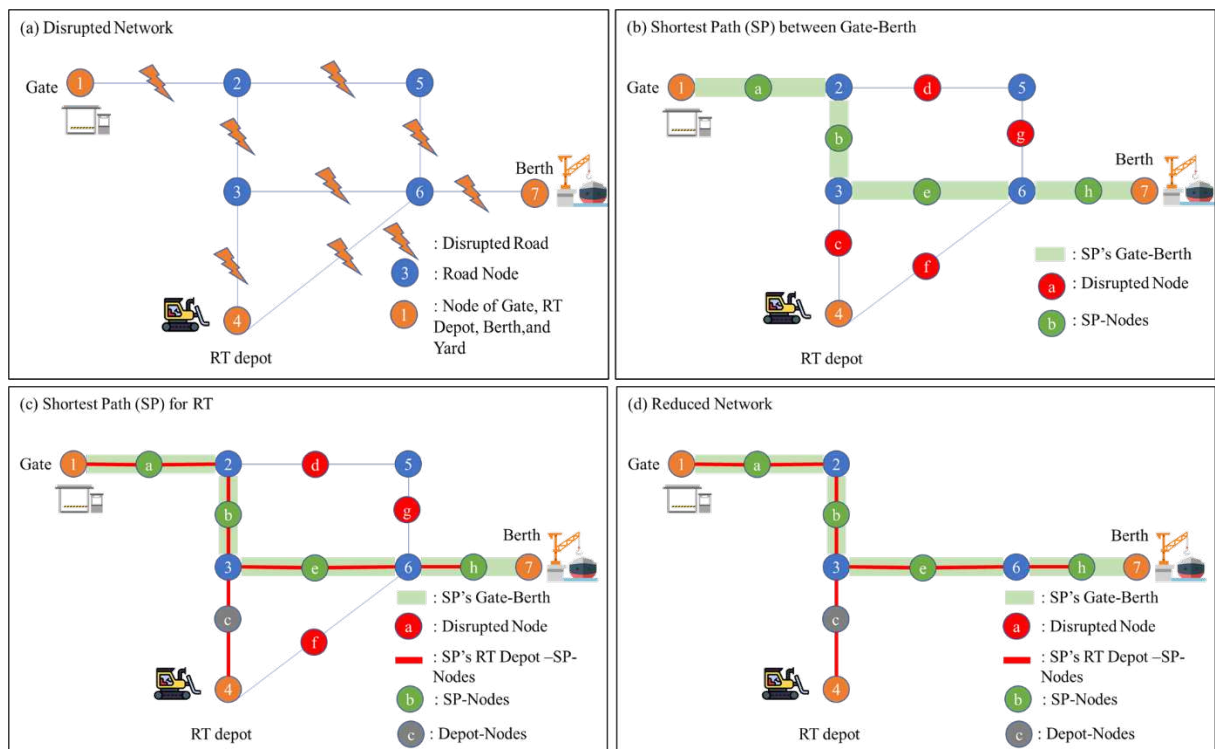 (a) Disrupted Network
Gate
1
2
5
Berth
3
6
7
: Disrupted Road
3
: Road Node
1
: Node of Gate, RT
Depot, Berth,and
Yard
4
RT depot
(b) Shortest Path (SP) between Gate-Berth
Gate
1
a
2
d
5
b
g
Berth
3
e
6
h
7
c
f
: SP's Gate-Berth
a
: Disrupted Node
b
: SP-Nodes
4
RT depot
(c) Shortest Path (SP) for RT
Gate
1
a
2
d
5
b
g
Berth
3
e
6
h
7
c
f
: SP's Gate-Berth
a
: Disrupted Node
: SP's RT Depot –SP-
Nodes
b
: SP-Nodes
c
: Depot-Nodes
4
RT depot
(d) Reduced Network
Gate
1
a
2
b
Berth
3
e
6
h
7
c
: SP's Gate-Berth
a
: Disrupted Node
: SP's RT Depot –SP-
Nodes
b
: SP-Nodes
c
: Depot-Nodes
4
RT depot